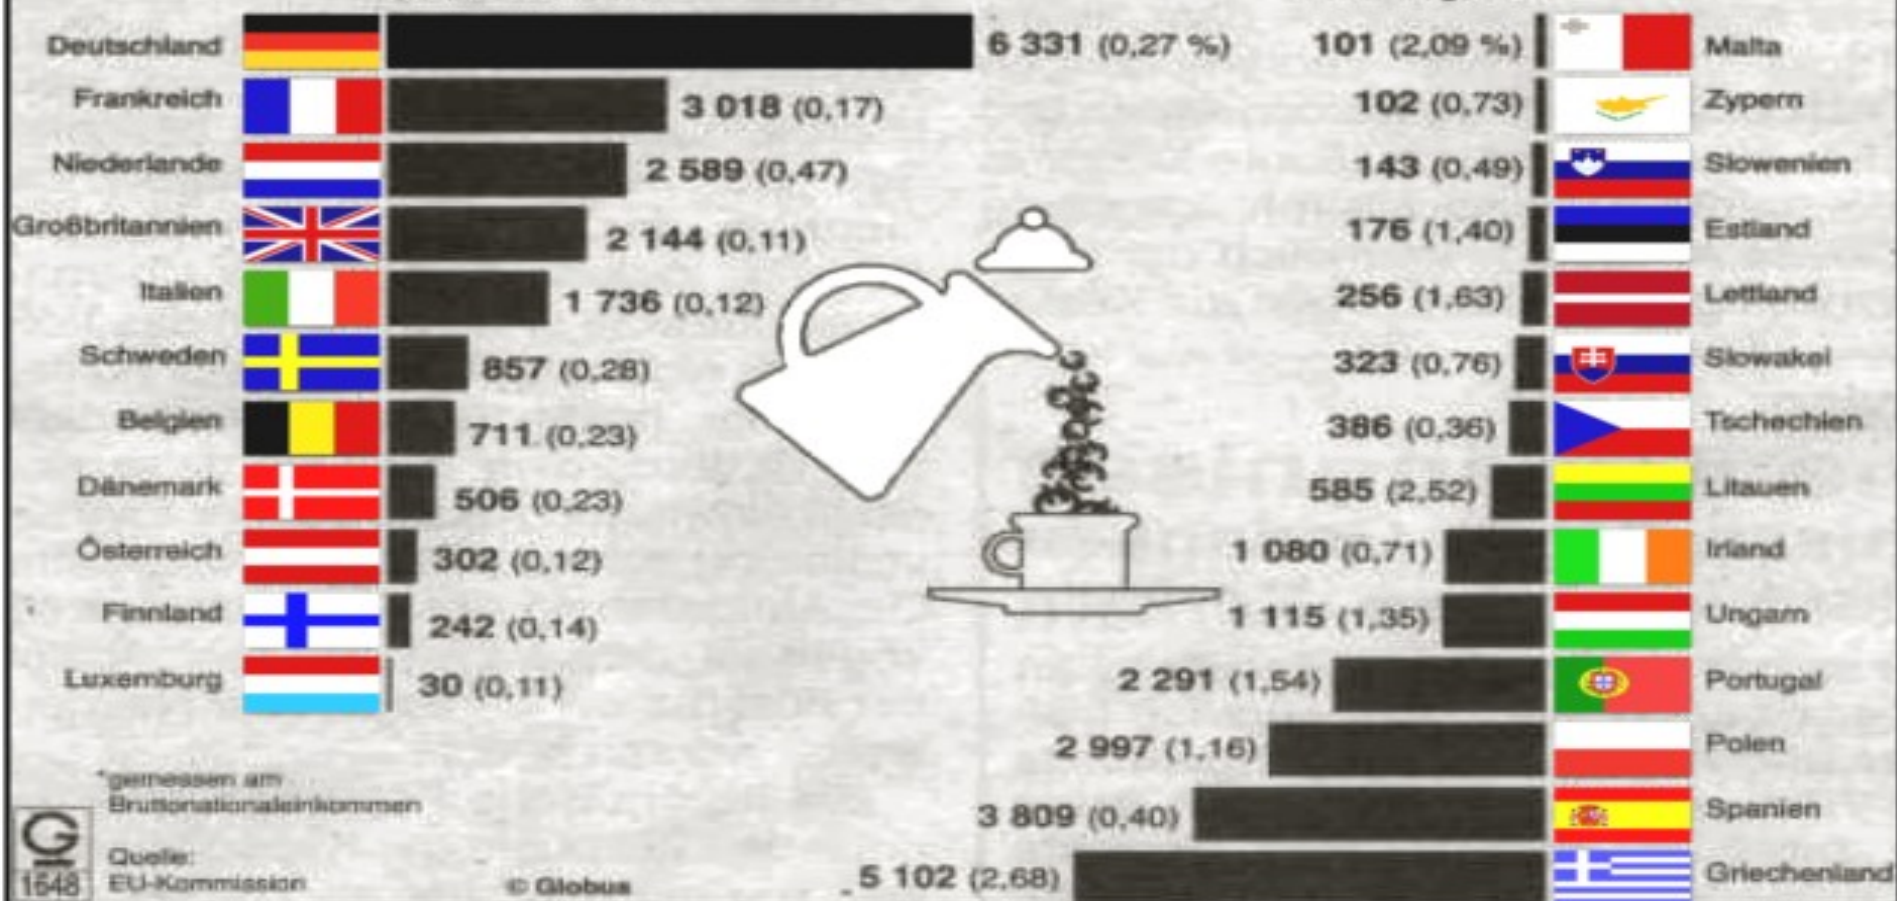 Deutschland 6 331 (0,27 %)
Frankreich 3 018 (0,17)
Niederlande 2 589 (0,47)
Großbritannien 2 144 (0,11)
Italien 1 736 (0,12)
Schweden 857 (0,28)
Belgien 711 (0,23)
Dänemark 506 (0,23)
Österreich 302 (0,12)
Finnland 242 (0,14)
Luxemburg 30 (0,11)
101 (2,09 %) Malta
102 (0,73) Zypern
143 (0,49) Slowenien
176 (1,40) Estland
256 (1,63) Lettland
323 (0,76) Slowakei
386 (0,36) Tschechien
585 (2,52) Litauen
1 080 (0,71) Irland
1 115 (1,35) Ungarn
2 291 (1,54) Portugal
2 997 (1,16) Polen
3 809 (0,40) Spanien
5 102 (2,68) Griechenland
*gemessen am
Bruttonationaleinkommen
Quelle:
EU-Kommission
G
1648
© Globus